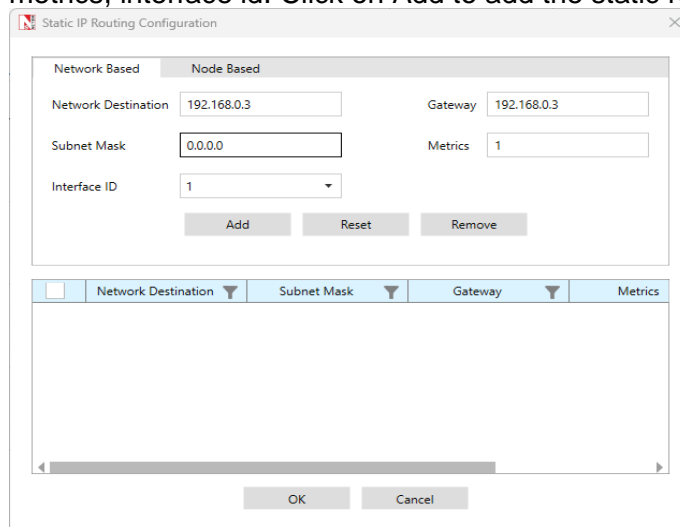 metrics, interface id. Click on Add to add the static r
Static IP Routing Configuration
Network Based Node Based
Network Destination 192.168.0.3 Gateway 192.168.0.3
Subnet Mask 0.0.0.0 Metrics 1
Interface ID 1
Add Reset Remove
Network Destination Subnet Mask Gateway Metrics
OK Cancel